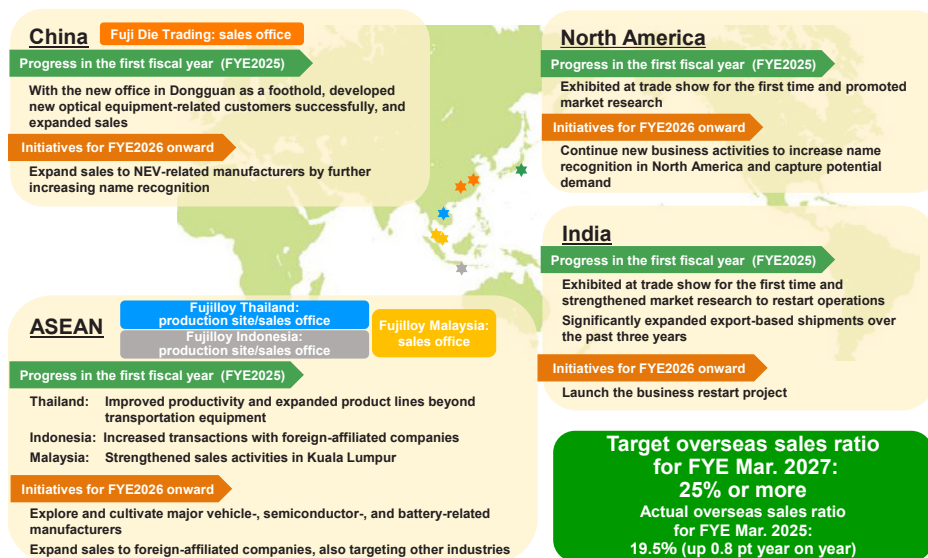 China
Fuji Die Trading: sales office
Progress in the first fiscal year (FYE2025)
With the new office in Dongguan as a foothold, developed
new optical equipment-related customers successfully, and
expanded sales
Initiatives for FYE2026 onward
Expand sales to NEV-related manufacturers by further
increasing name recognition
North America
Progress in the first fiscal year (FYE2025)
Exhibited at trade show for the first time and promoted
market research
Initiatives for FYE2026 onward
Continue new business activities to increase name
recognition in North America and capture potential
demand
India
Progress in the first fiscal year (FYE2025)
Exhibited at trade show for the first time and
strengthened market research to restart operations
Significantly expanded export-based shipments over
the past three years
Initiatives for FYE2026 onward
Launch the business restart project
ASEAN
Fujilloy Thailand:
production site/sales office
Fujilloy Indonesia:
production site/sales office
Fujilloy Malaysia:
sales office
Progress in the first fiscal year (FYE2025)
Thailand: Improved productivity and expanded product lines beyond
transportation equipment
Indonesia: Increased transactions with foreign-affiliated companies
Malaysia: Strengthened sales activities in Kuala Lumpur
Initiatives for FYE2026 onward
Explore and cultivate major vehicle-, semiconductor-, and battery-related
manufacturers
Expand sales to foreign-affiliated companies, also targeting other industries
Target overseas sales ratio
for FYE Mar. 2027:
25% or more
Actual overseas sales ratio
for FYE Mar. 2025:
19.5% (up 0.8 pt year on year)